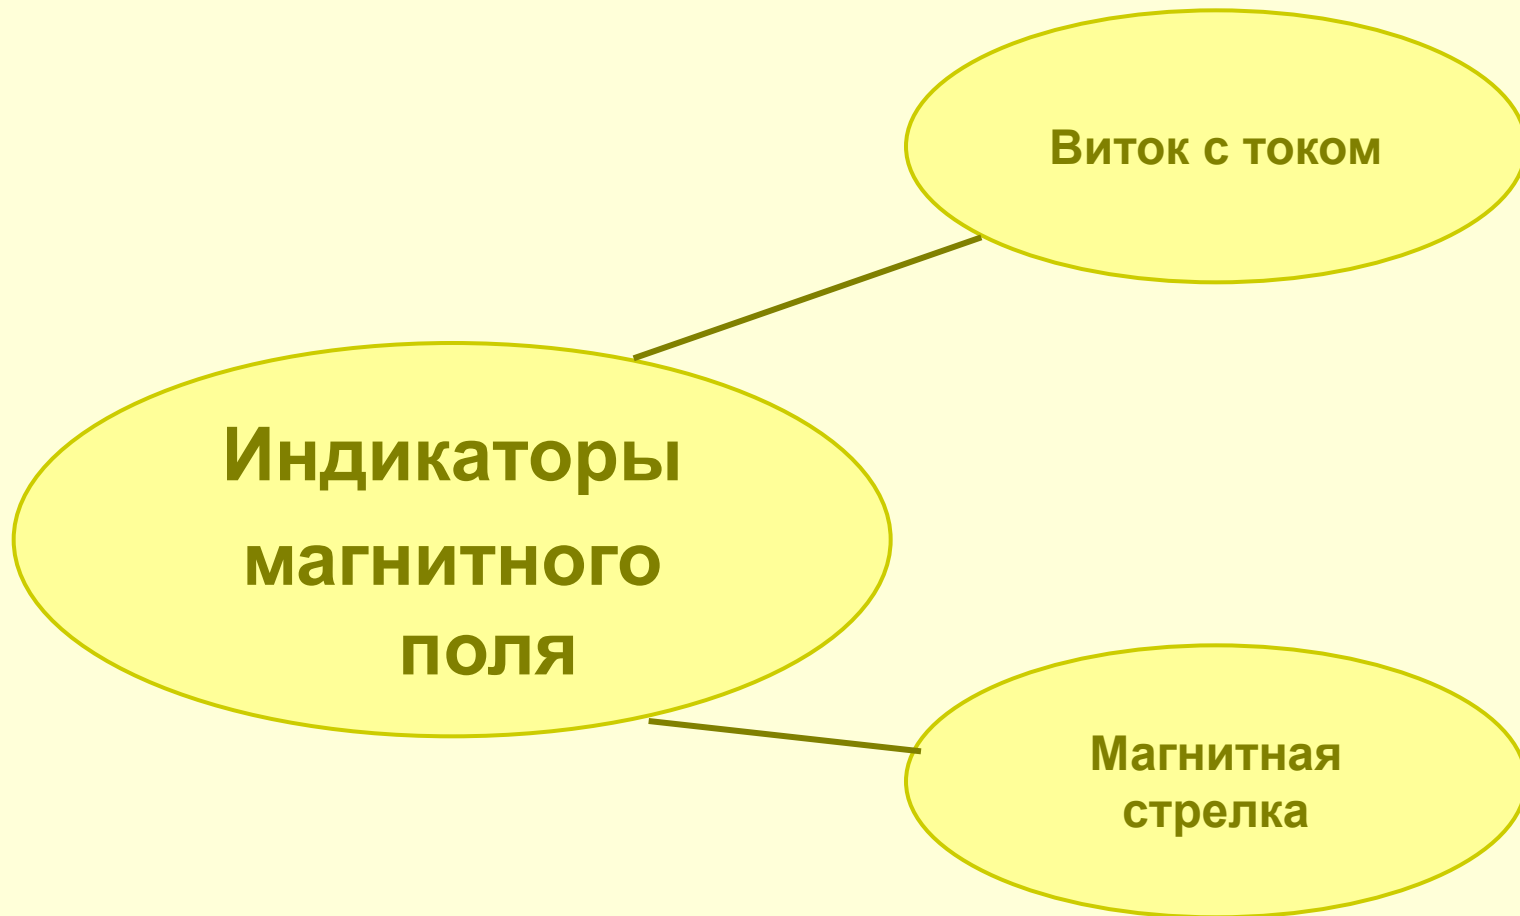 Виток с током
Индикаторы
магнитного
поля
Магнитная
стрелка